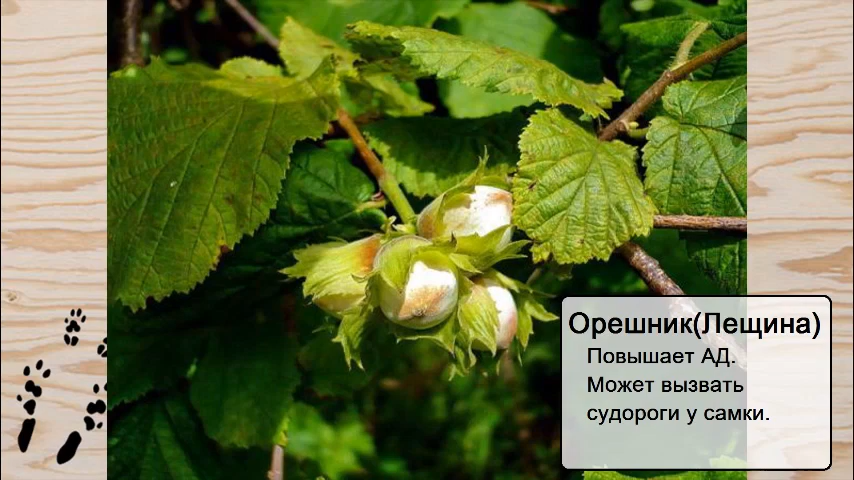 Орешник(Лещина)
Повышает АД.
Может вызвать
судороги у самки.